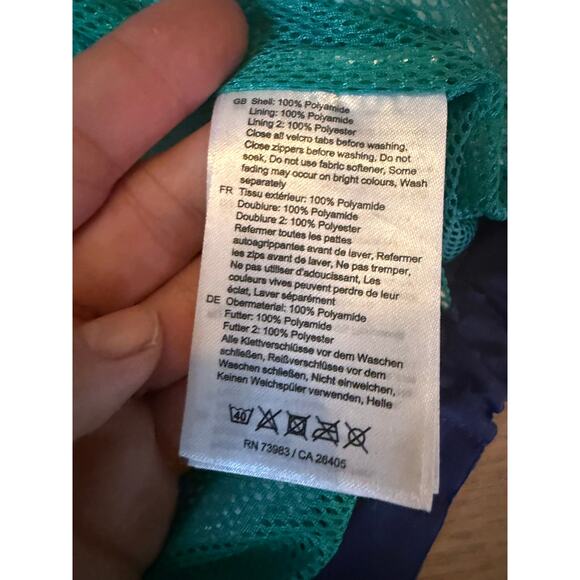 GB Shell: 100% Polyamide
Lining: 100% Polyamide
Lining 2: 100% Polyester
Close all velcro tabs before washing,
Close zippers before washing, Do not
soak, Do not use fabric softener, Some
fading may occur on bright colours, Wash
separately
FR Tissu extérieur: 100% Polyamide
Doublure: 100% Polyamide
Doublure 2: 100% Polyester
Refermer toutes les pattes
autoagrippantes avant de laver, Refermer
les zips avant de laver, Ne pas tremper,
Ne pas utiliser d'adoucissant, Les
couleurs vives peuvent perdre de leur
éclat, Laver séparément
DE Obermaterial: 100% Polyamide
Futter: 100% Polyamide
Futter 2: 100% Polyester
Alle Klettverschlüsse vor dem Waschen
schließen, Reißverschlüsse vor dem
Waschen schließen, Nicht einweichen,
Keinen Weichspüler verwenden, Helle
40
RN 73983 / CA 26405